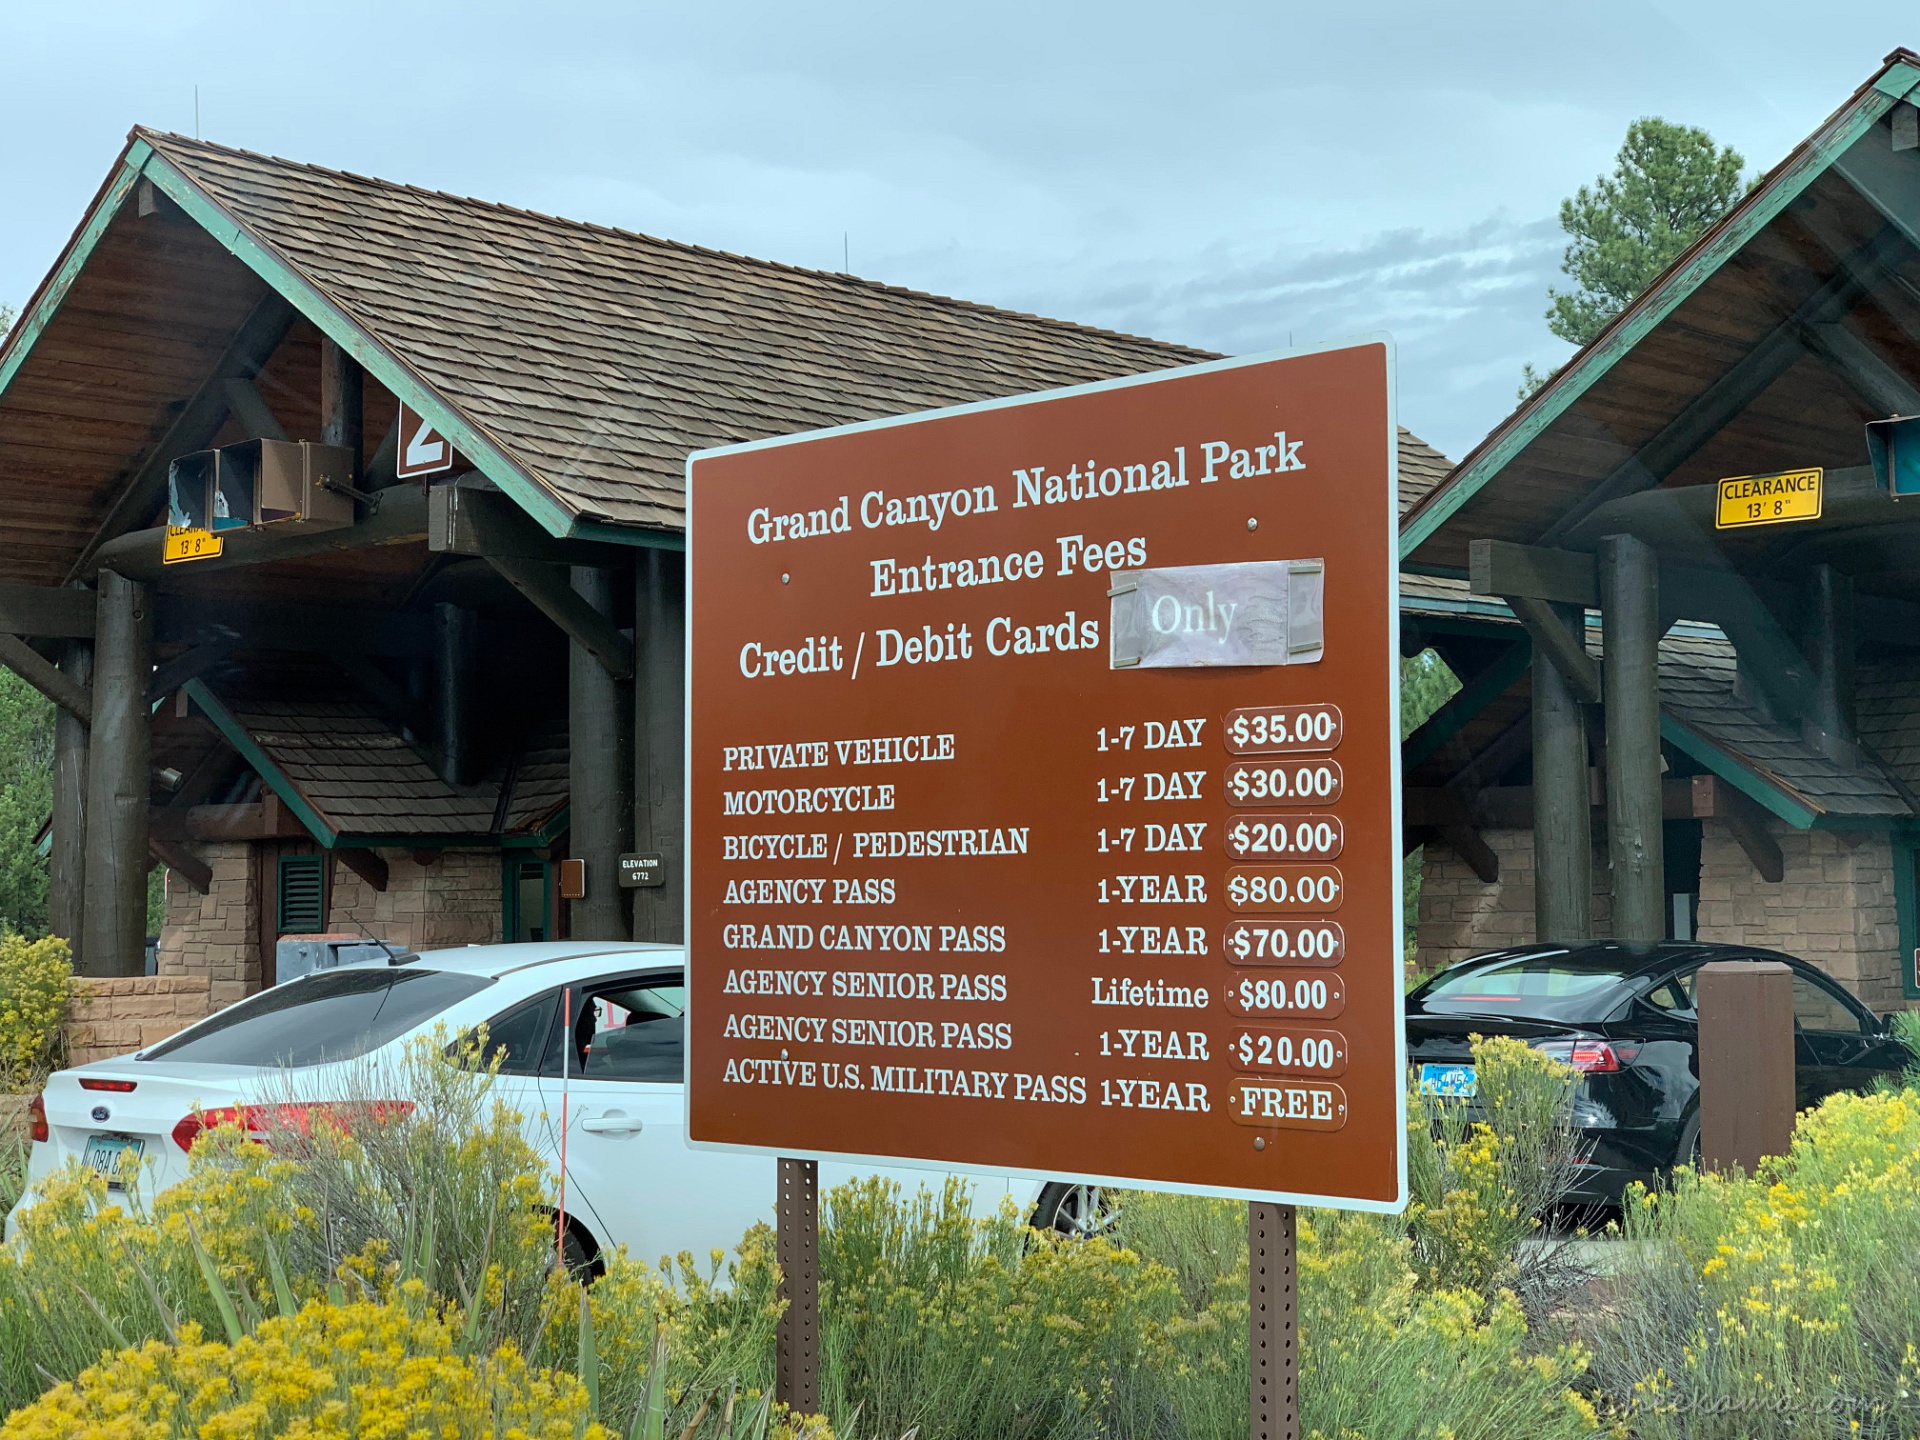 Grand Canyon National Park
Entrance Fees
Credit / Debit Cards Only
PRIVATE VEHICLE 1-7 DAY $35.00
MOTORCYCLE 1-7 DAY $30.00
BICYCLE / PEDESTRIAN 1-7 DAY $20.00
AGENCY PASS 1-YEAR $80.00
GRAND CANYON PASS 1-YEAR $70.00
AGENCY SENIOR PASS Lifetime $80.00
AGENCY SENIOR PASS 1-YEAR $20.00
ACTIVE U.S. MILITARY PASS 1-YEAR FREE
2
13' 8"
CLEARANCE
13' 8"
ELEVATION
6772